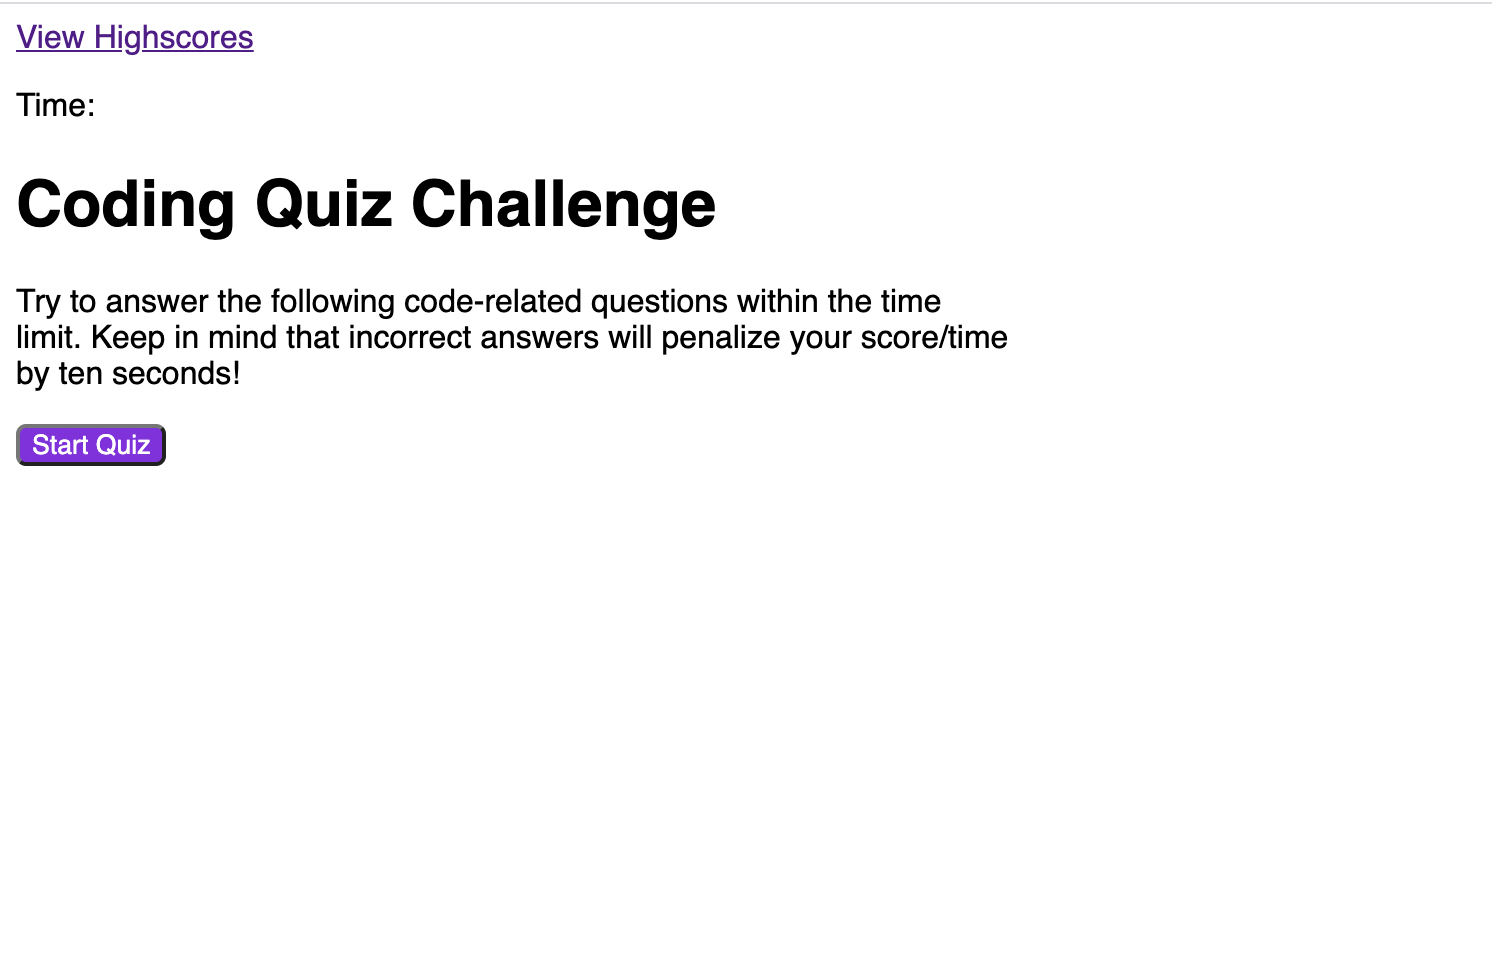 View Highscores
Time:
Coding Quiz Challenge
Try to answer the following code-related questions within the time
limit. Keep in mind that incorrect answers will penalize your score/time
by ten seconds!
Start Quiz